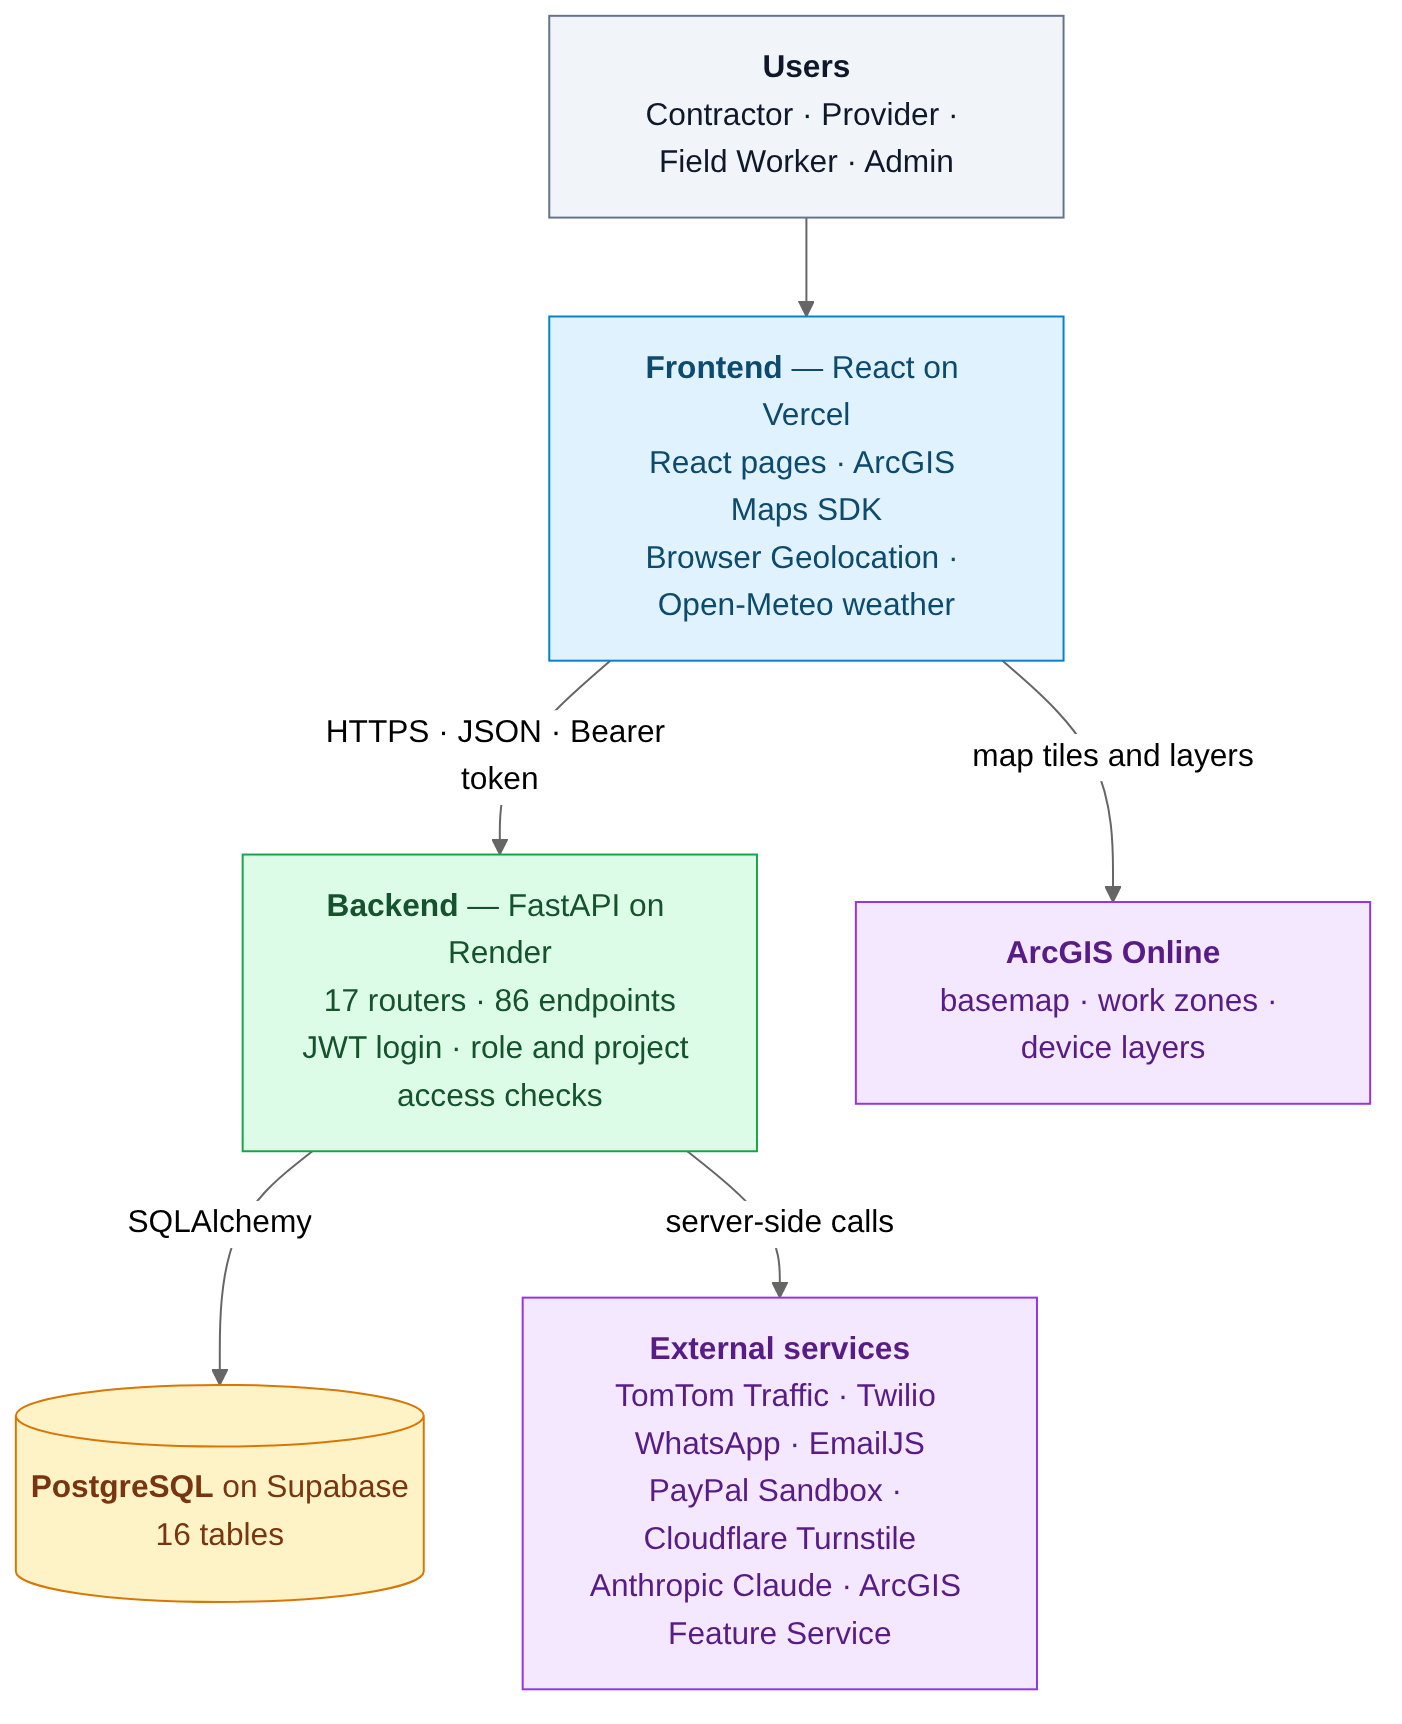 Users
Contractor · Provider ·
Field Worker · Admin
Frontend — React on
Vercel
React pages · ArcGIS
Maps SDK
Browser Geolocation ·
Open-Meteo weather
HTTPS · JSON · Bearer
token
map tiles and layers
Backend — FastAPI on
Render
17 routers · 86 endpoints
JWT login · role and project
access checks
ArcGIS Online
basemap · work zones ·
device layers
SQLAlchemy
server-side calls
PostgreSQL on Supabase
16 tables
External services
TomTom Traffic · Twilio
WhatsApp · EmailJS
PayPal Sandbox ·
Cloudflare Turnstile
Anthropic Claude · ArcGIS
Feature Service